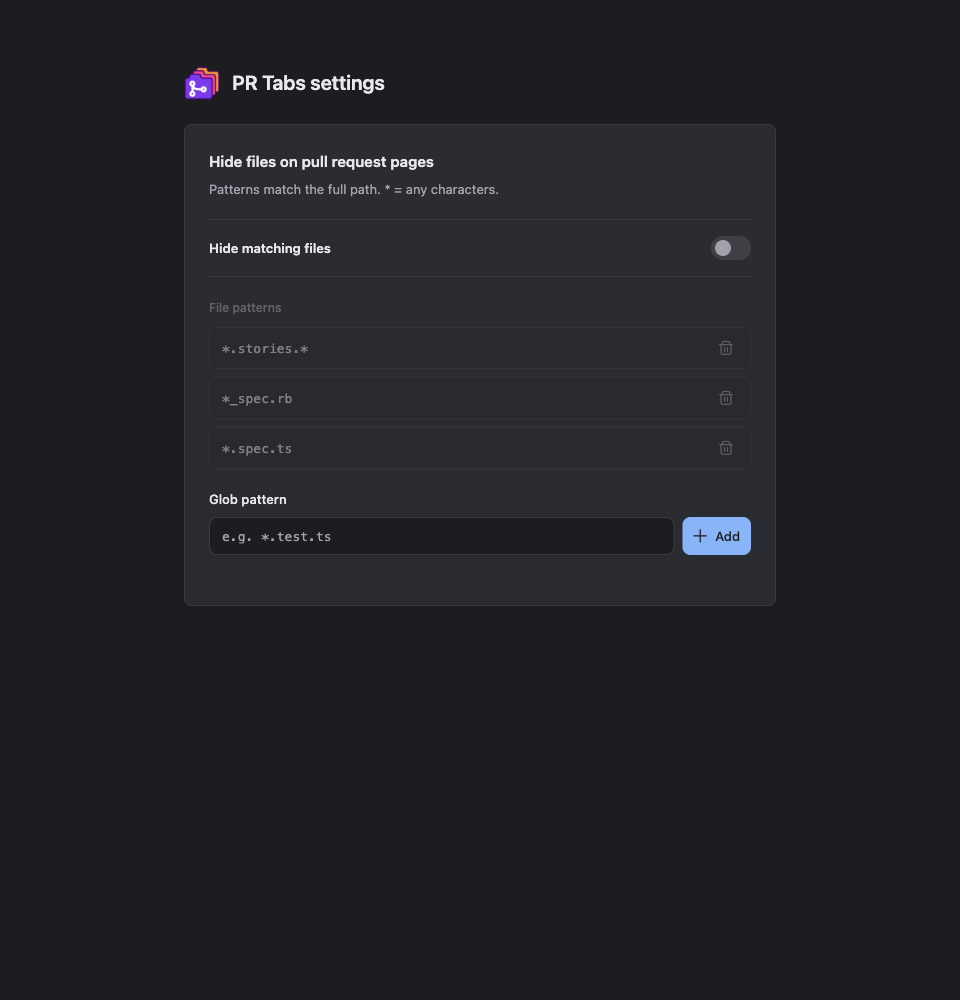 PR Tabs settings
Hide files on pull request pages
Patterns match the full path. * = any characters.
Hide matching files
File patterns
*.stories.*
*_spec.rb
*.spec.ts
Glob pattern
e.g. *.test.ts
Add